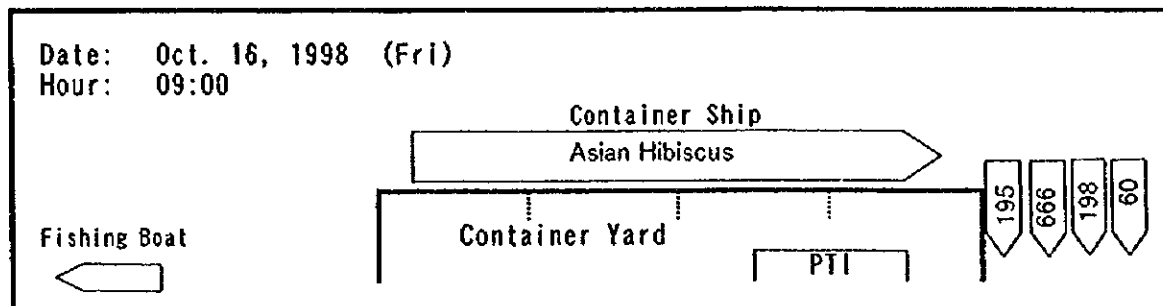 Date: Oct. 16, 1998 (Fri)
Hour: 09:00
Container Ship
Asian Hibiscus
195
666
198
60
Fishing Boat
Container Yard
PTI